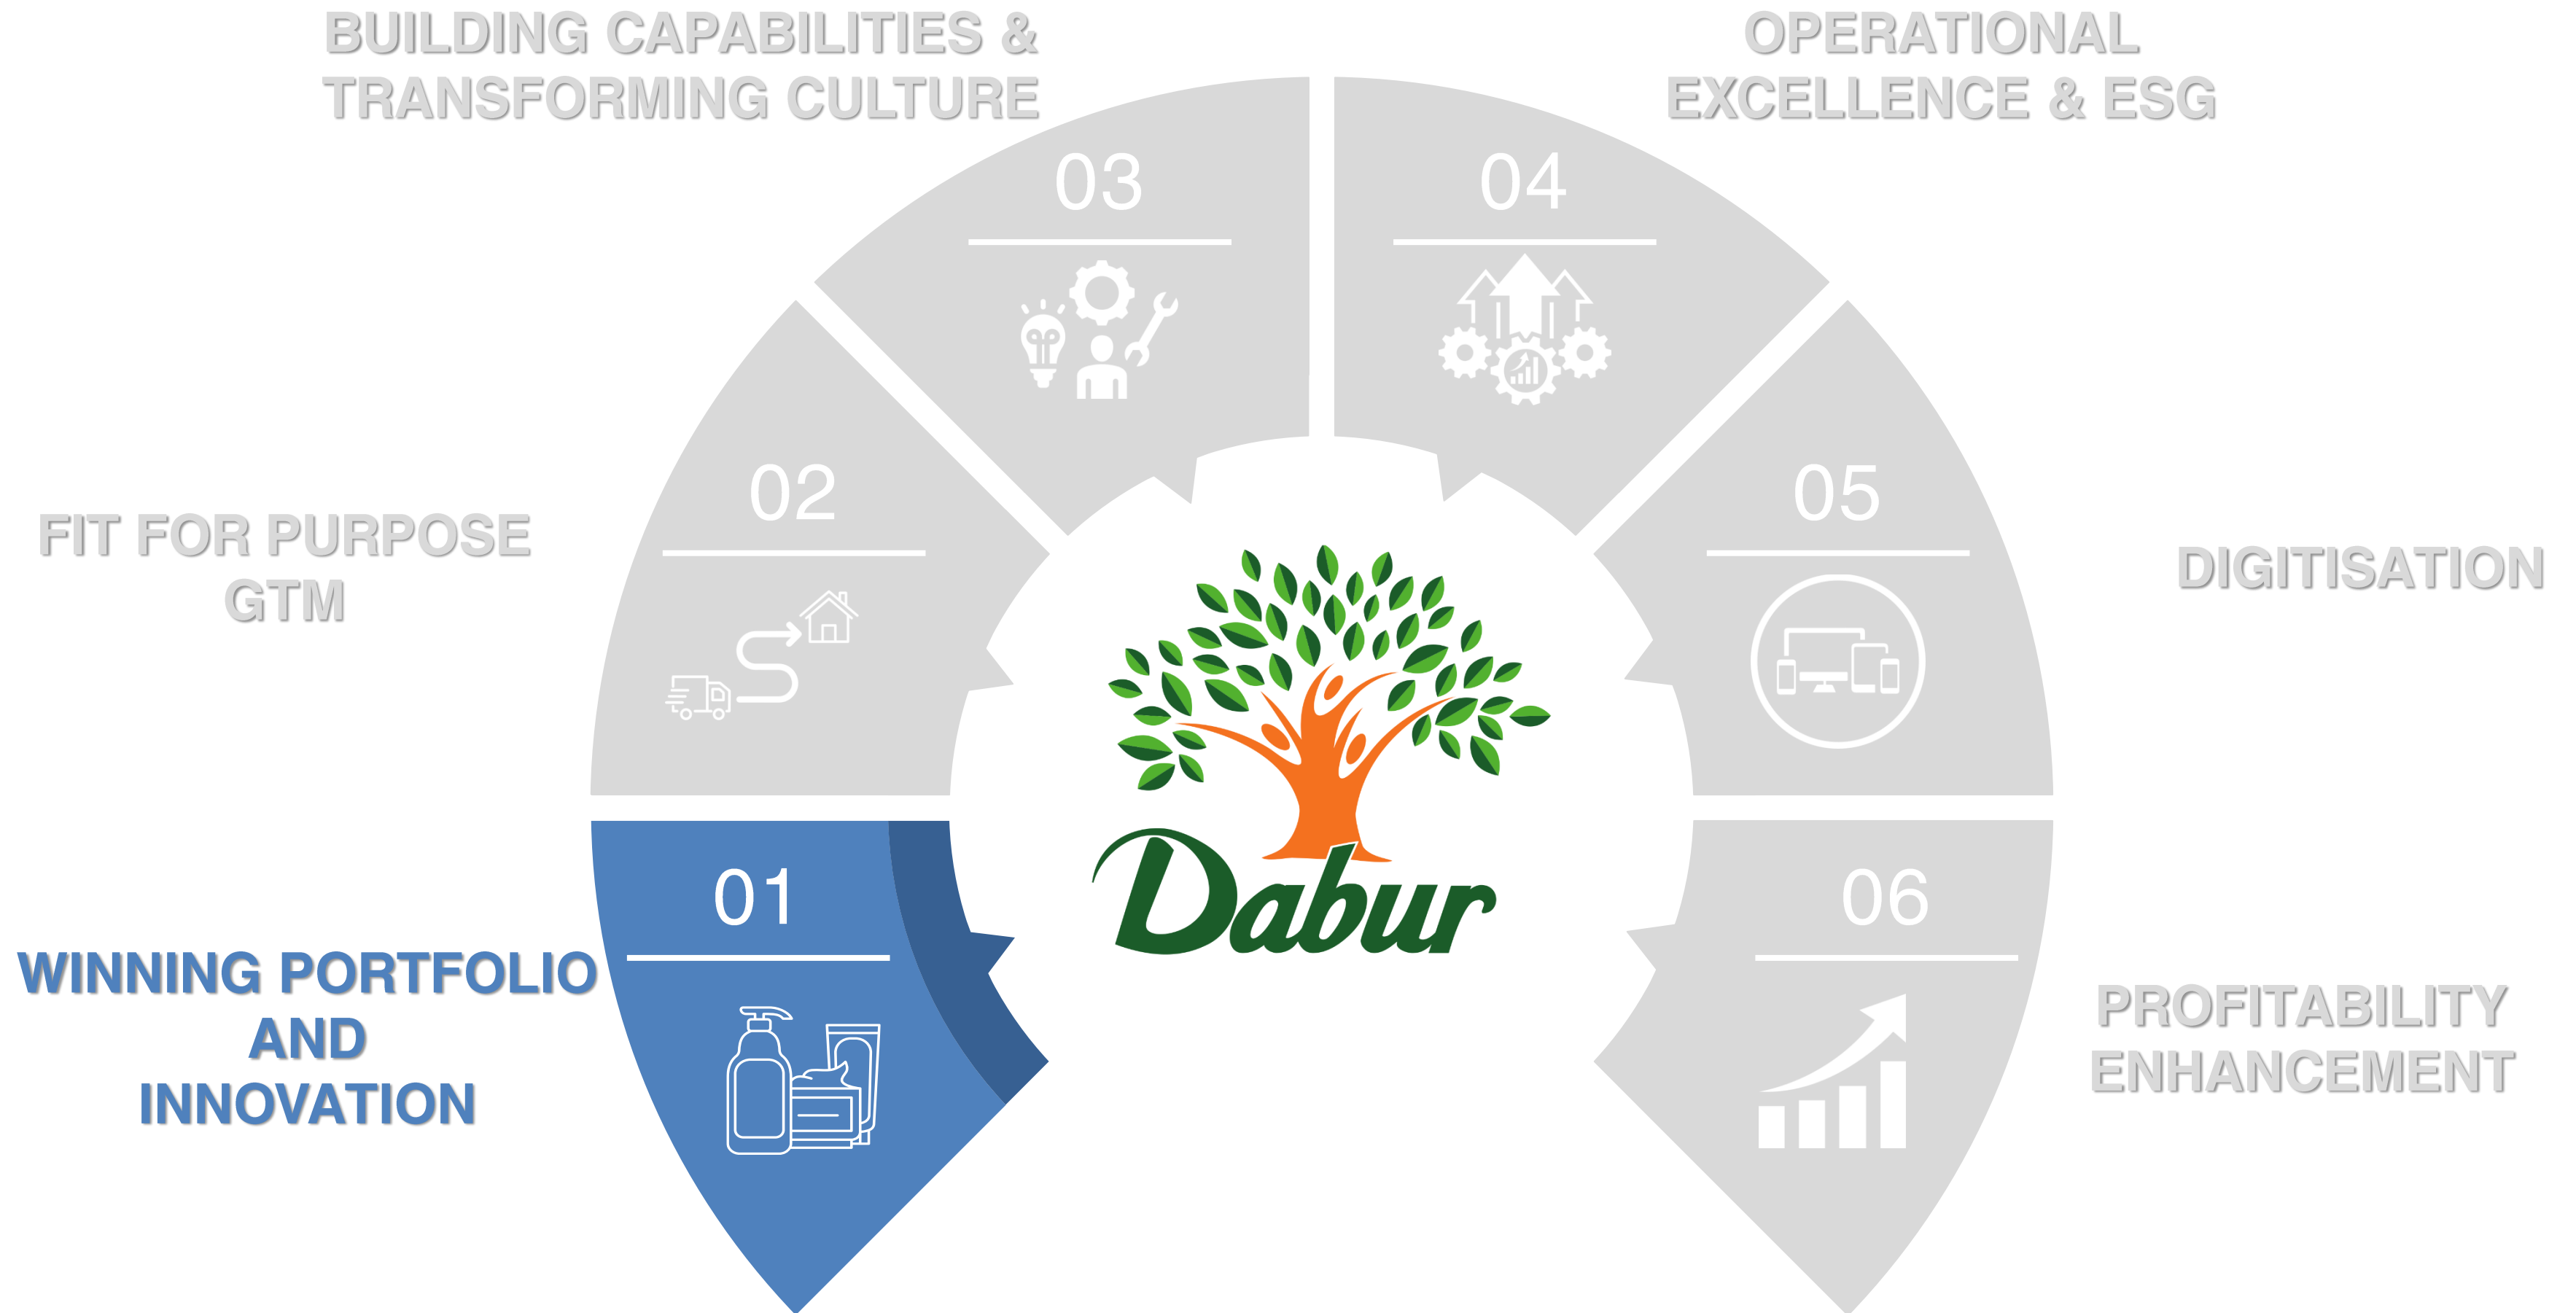 BUILDING CAPABILITIES &
TRANSFORMING CULTURE
OPERATIONAL
EXCELLENCE & ESG
03
04
02
05
FIT FOR PURPOSE
GTM
DIGITISATION
Dabur
01
06
WINNING PORTFOLIO
AND
INNOVATION
PROFITABILITY
ENHANCEMENT